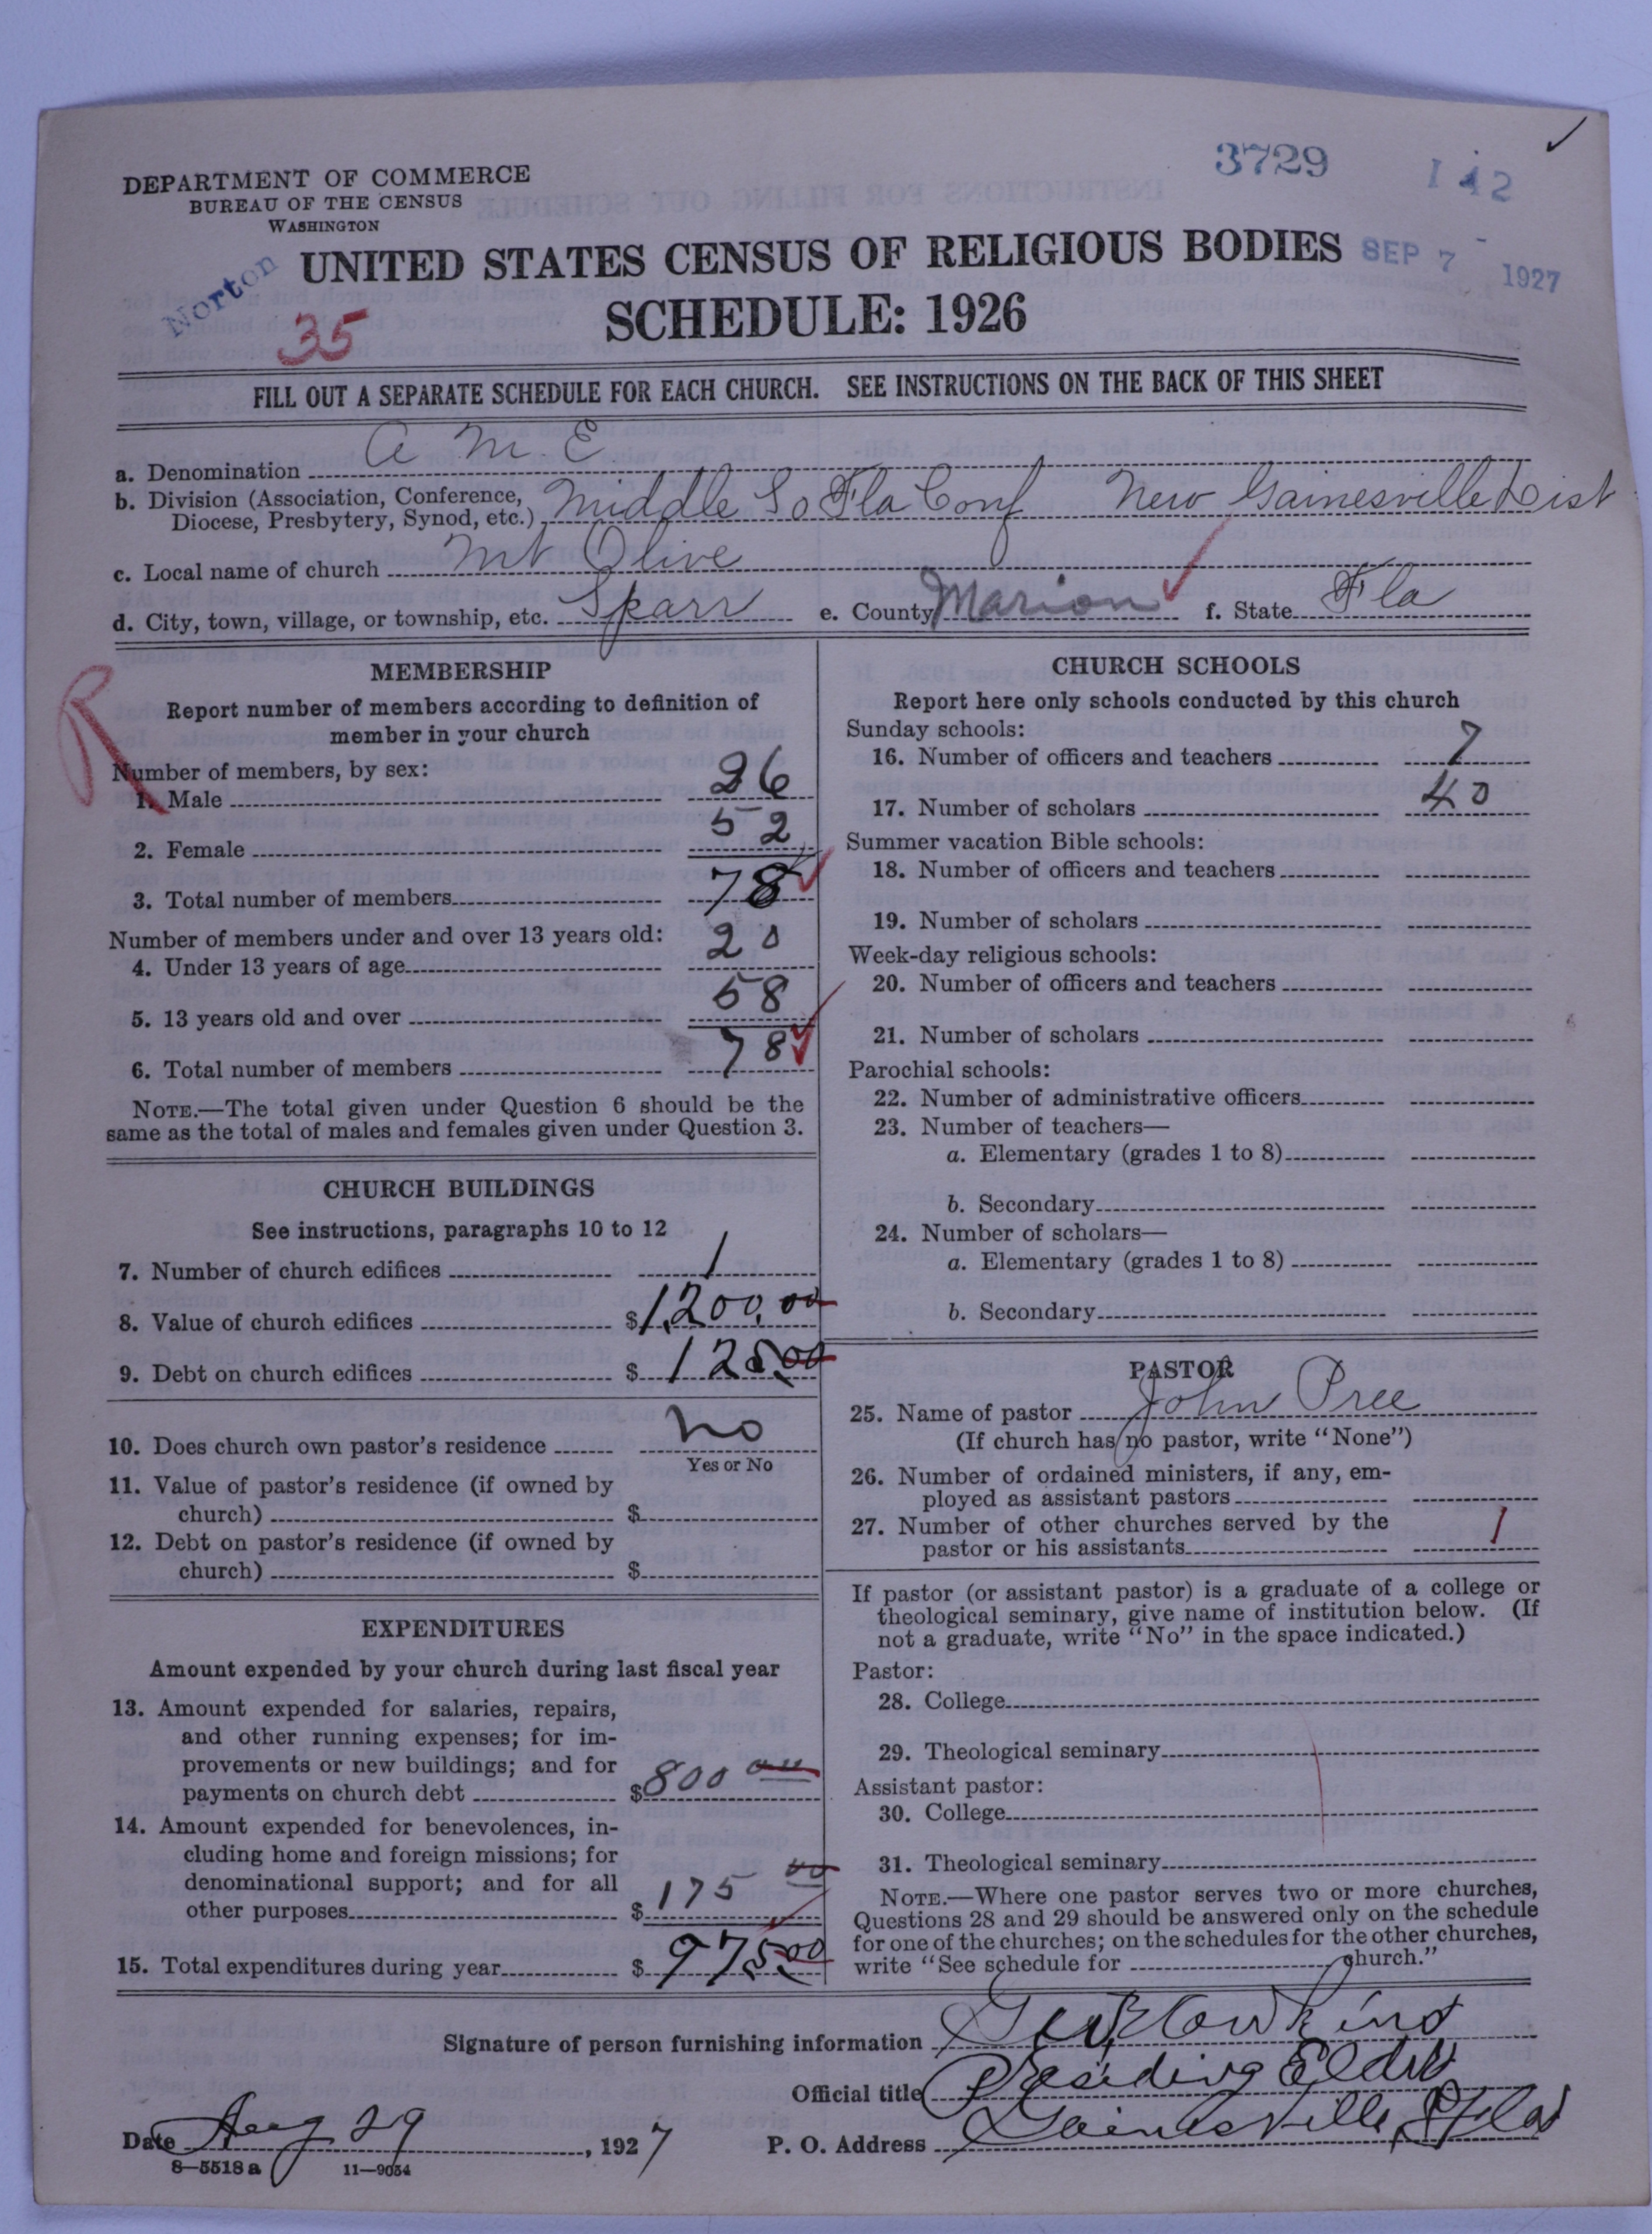 3729
142
DEPARTMENT OF COMMERCE
BUREAU OF THE CENSUS
WASHINGTON
Norton
35
UNITED STATES CENSUS OF RELIGIOUS BODIES
SEP 7 - 1927
SCHEDULE: 1926
FILL OUT A SEPARATE SCHEDULE FOR EACH CHURCH. SEE INSTRUCTIONS ON THE BACK OF THIS SHEET
a. Denomination A M E
b. Division (Association, Conference,
Diocese, Presbytery, Synod, etc.) Middle So Fla Conf New Gainesville Dist
c. Local name of church Mt Olive
d. City, town, village, or township, etc. Sparr e. County Marion f. State Fla
R
MEMBERSHIP
Report number of members according to definition of
member in your church
Number of members, by sex:
1. Male 26
2. Female 52
3. Total number of members 78
Number of members under and over 13 years old:
4. Under 13 years of age 20
5. 13 years old and over 58
6. Total number of members 78
NOTE.—The total given under Question 6 should be the
same as the total of males and females given under Question 3.
CHURCH BUILDINGS
See instructions, paragraphs 10 to 12
7. Number of church edifices 1
8. Value of church edifices $1,200.00
9. Debt on church edifices $125.00
10. Does church own pastor's residence No
Yes or No
11. Value of pastor's residence (if owned by
church) $
12. Debt on pastor's residence (if owned by
church) $
EXPENDITURES
Amount expended by your church during last fiscal year
13. Amount expended for salaries, repairs,
and other running expenses; for im-
provements or new buildings; and for
payments on church debt $800 00
14. Amount expended for benevolences, in-
cluding home and foreign missions; for
denominational support; and for all
other purposes $175 00
15. Total expenditures during year $975.00
CHURCH SCHOOLS
Report here only schools conducted by this church
Sunday schools:
16. Number of officers and teachers 7
17. Number of scholars 40
Summer vacation Bible schools:
18. Number of officers and teachers
19. Number of scholars
Week-day religious schools:
20. Number of officers and teachers
21. Number of scholars
Parochial schools:
22. Number of administrative officers
23. Number of teachers—
a. Elementary (grades 1 to 8)
b. Secondary
24. Number of scholars—
a. Elementary (grades 1 to 8)
b. Secondary
PASTOR
25. Name of pastor John Pree
(If church has no pastor, write "None")
26. Number of ordained ministers, if any, em-
ployed as assistant pastors
27. Number of other churches served by the
pastor or his assistants 1
If pastor (or assistant pastor) is a graduate of a college or
theological seminary, give name of institution below. (If
not a graduate, write "No" in the space indicated.)
Pastor:
28. College
29. Theological seminary
Assistant pastor:
30. College
31. Theological seminary
NOTE.—Where one pastor serves two or more churches,
Questions 28 and 29 should be answered only on the schedule
for one of the churches; on the schedules for the other churches,
write "See schedule for church."
Signature of person furnishing information Hawkins
Official title Presiding Elder
Date Aug 29, 1927 P. O. Address Gainesville, Fla
8—5518a 11—9054